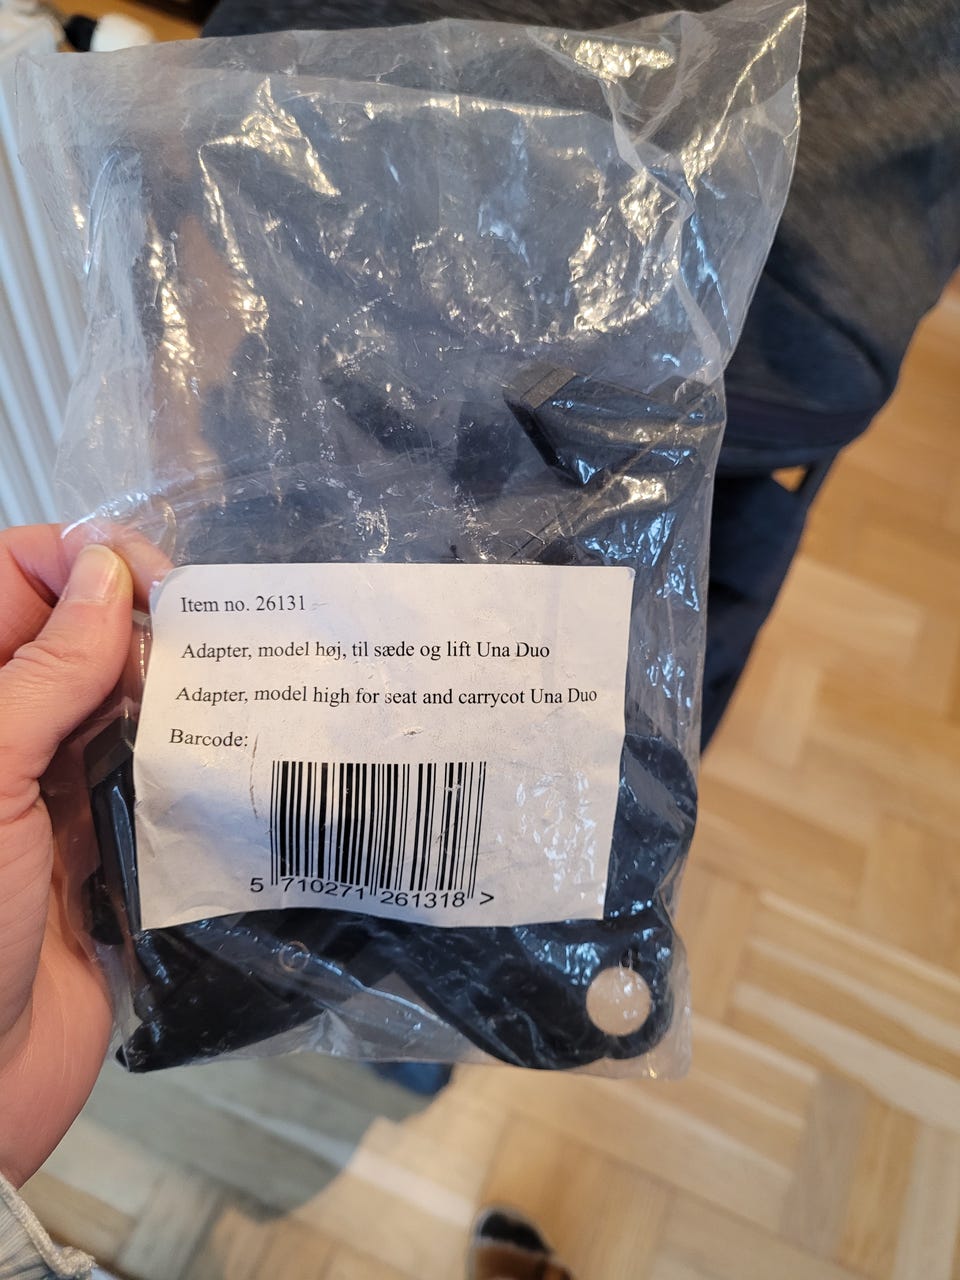 Item no. 26131
Adapter, model høj, til sæde og lift Una Duo
Adapter, model high for seat and carrycot Una Duo
Barcode:
5 710271 261318 >